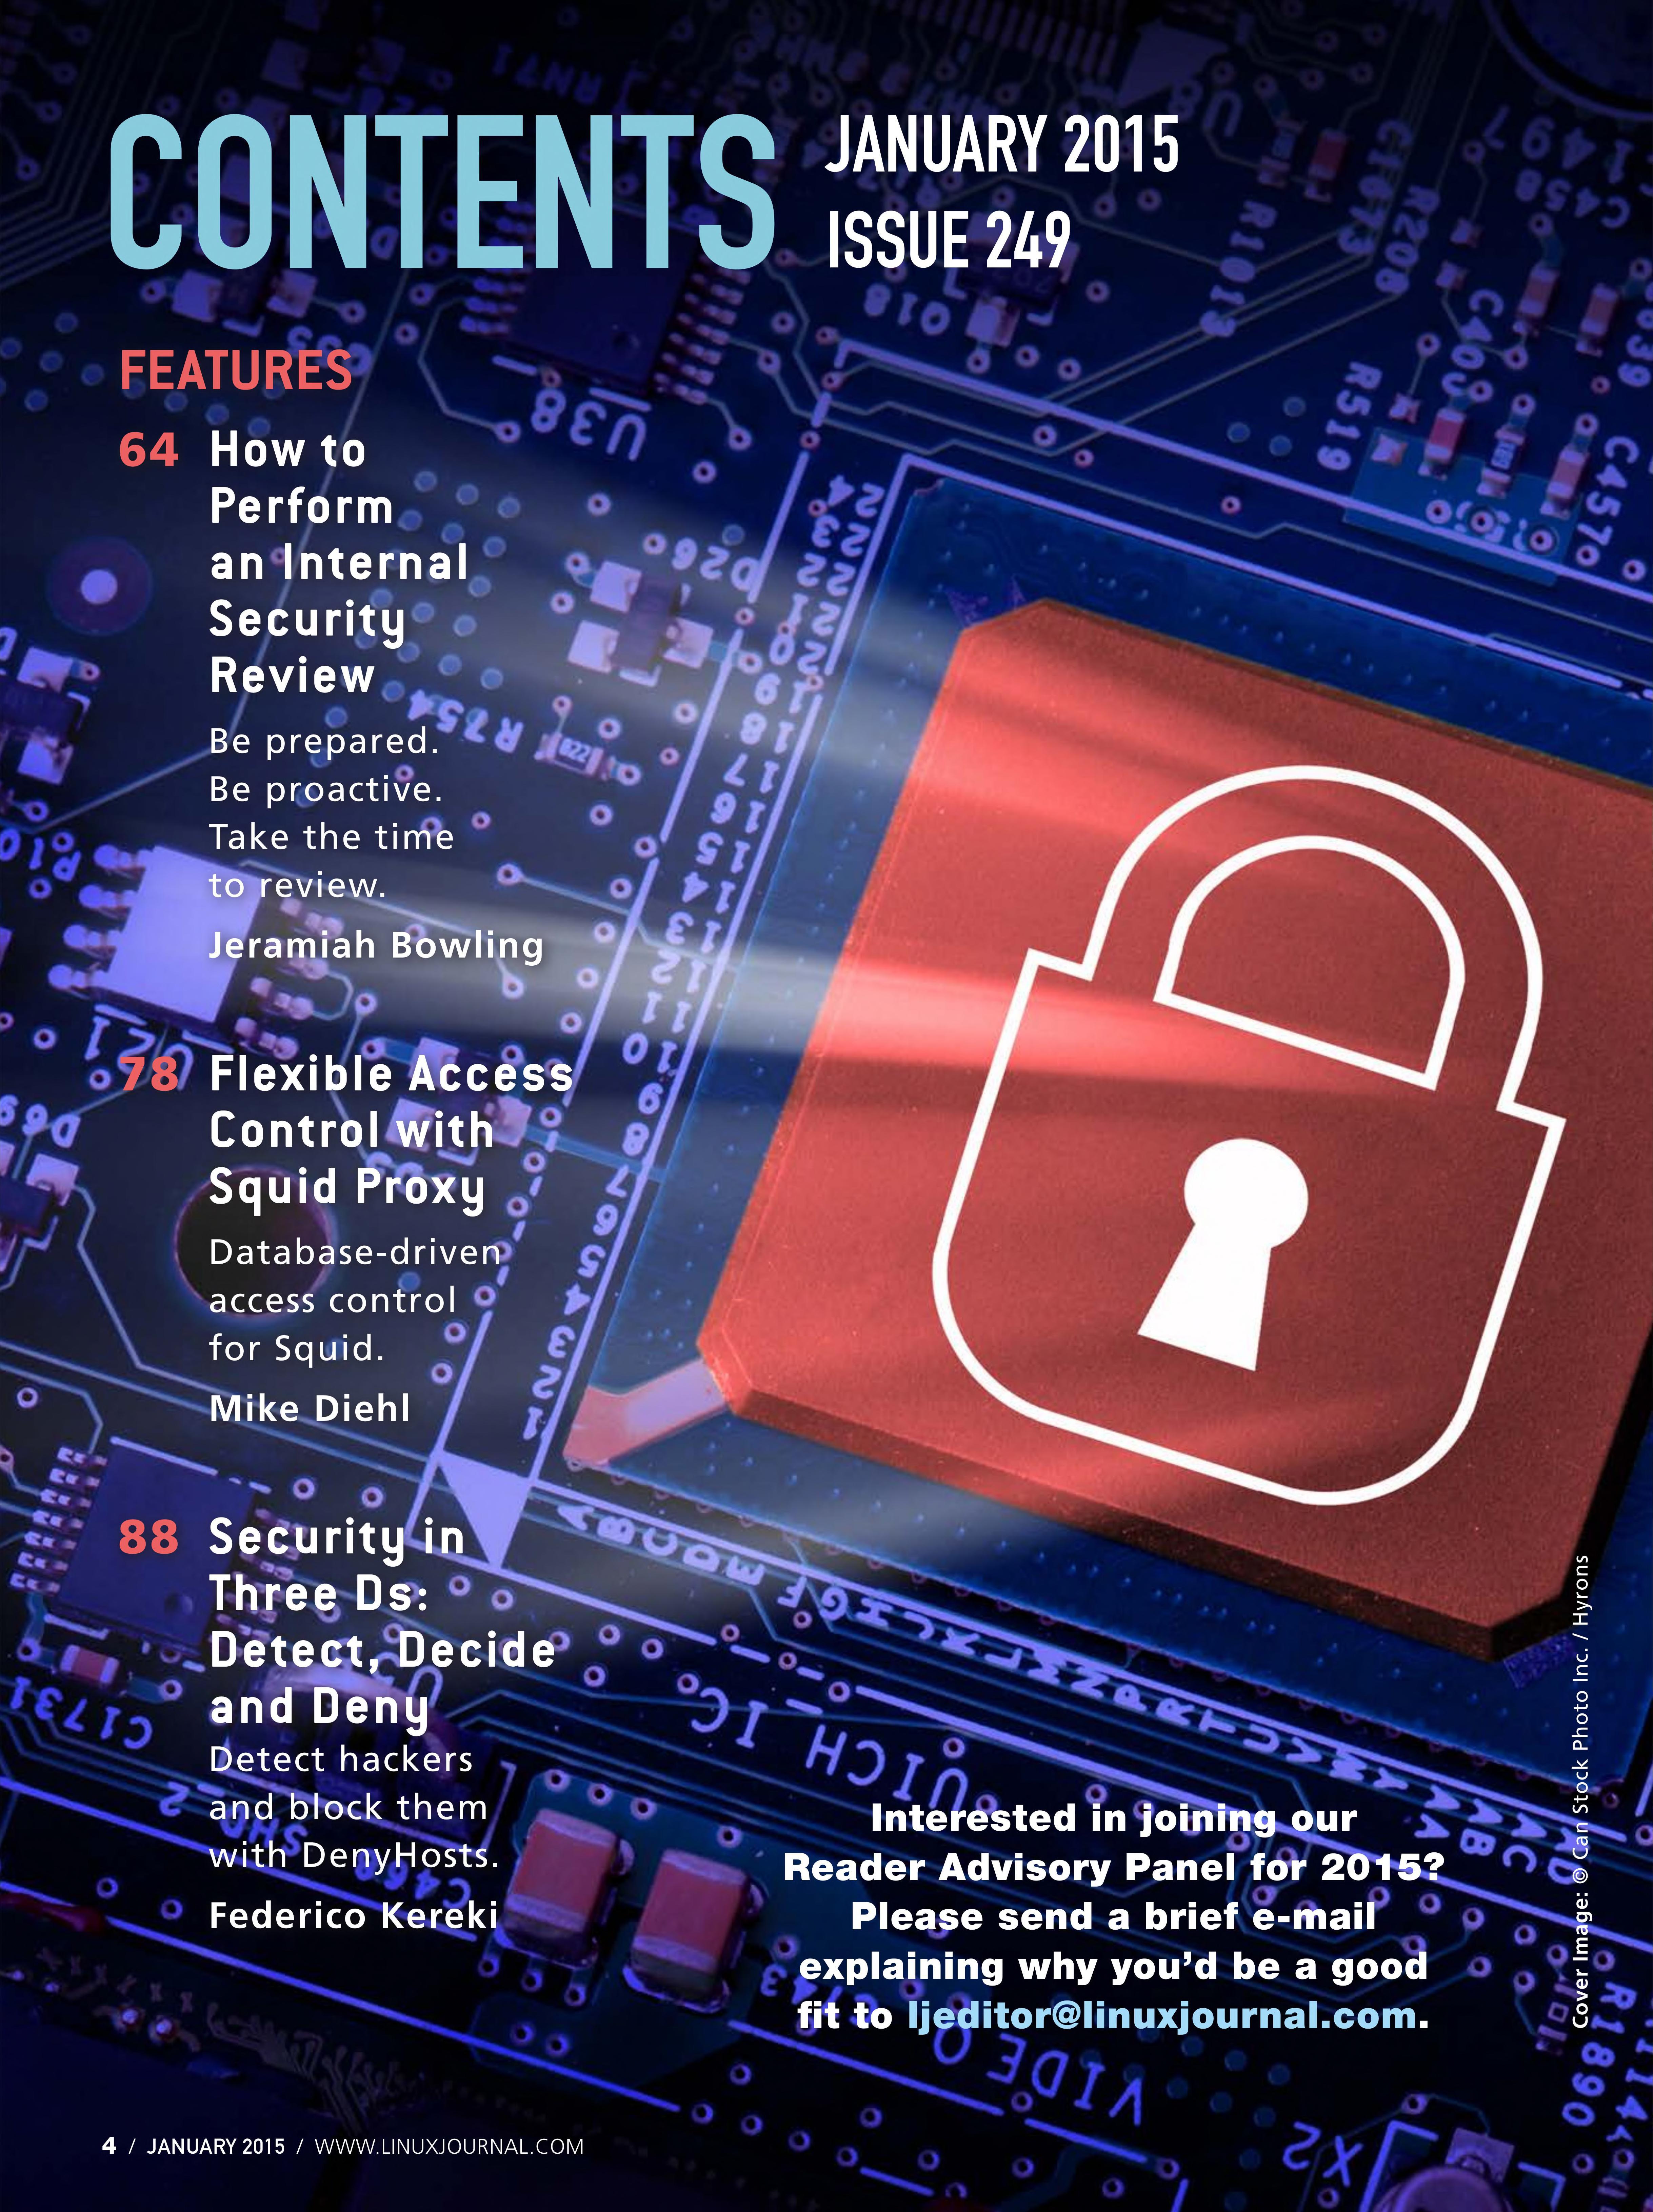 CONTENTS
JANUARY 2015
ISSUE 249
FEATURES
64 How to
Perform
an Internal
Security
Review
Be prepared.
Be proactive.
Take the time
to review.
Jeramiah Bowling
78 Flexible Access
Control with
Squid Proxy
Database-driven
access control
for Squid.
Mike Diehl
88 Security in
Three Ds:
Detect, Decide
and Deny
Detect hackers
and block them
with DenyHosts.
Federico Kereki
Interested in joining our
Reader Advisory Panel for 2015?
Please send a brief e-mail
explaining why you’d be a good
fit to ljeditor@linuxjournal.com.
Cover Image: © Can Stock Photo Inc. / Hyrons
4 / JANUARY 2015 / WWW.LINUXJOURNAL.COM